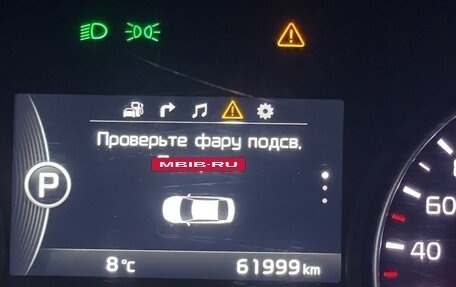 Проверьте фару подсв.
MBIB.RU
P
8°C
61999 km
60
40